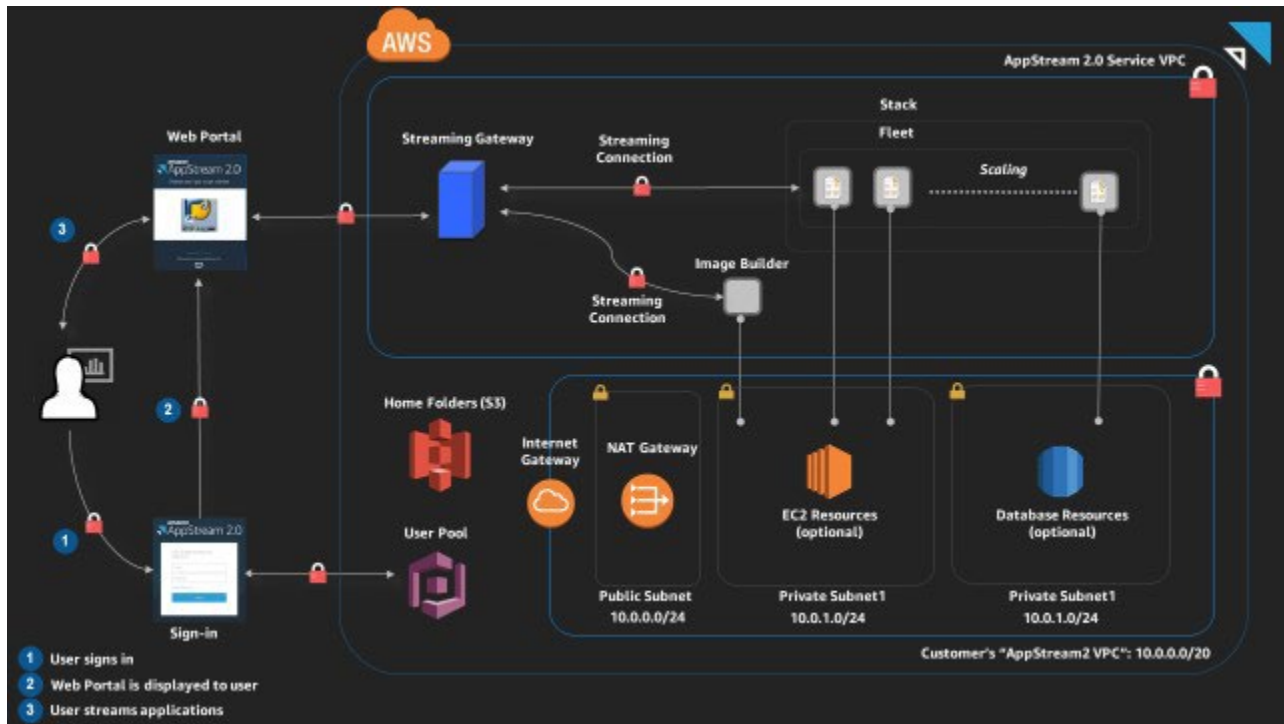 AWS
AppStream 2.0 Service VPC
Stack
Fleet
Web Portal
Streaming Gateway
Streaming
Connection
Scaling
AppStream 2.0
3
Image Builder
Streaming
Connection
2
Home Folders (S3)
Internet
Gateway
NAT Gateway
EC2 Resources
(optional)
Database Resources
(optional)
1
AppStream 2.0
User Pool
Public Subnet
10.0.0.0/24
Private Subnet1
10.0.1.0/24
Private Subnet1
10.0.1.0/24
Sign-in
Customer's "AppStream2 VPC": 10.0.0.0/20
1 User signs in
2 Web Portal is displayed to user
3 User streams applications